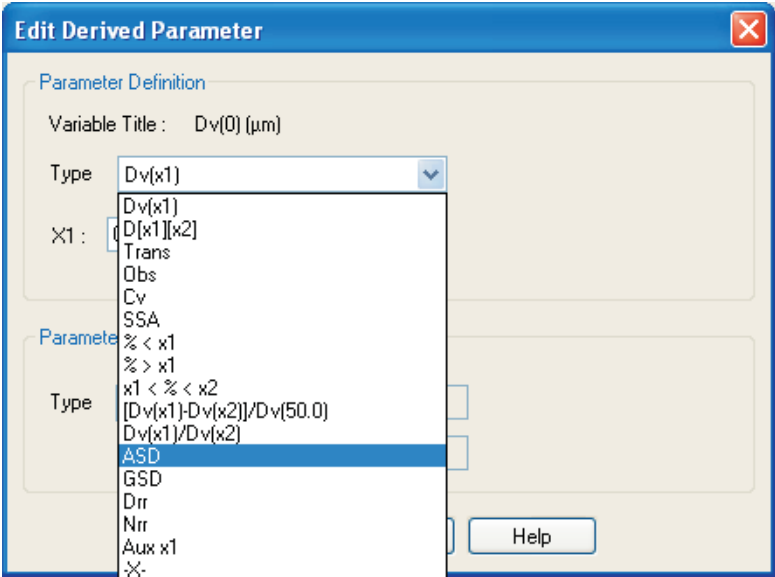 Edit Derived Parameter
Parameter Definition
Variable Title : Dv(0) (µm)
Type Dv(x1)
Dv(x1)
D[x1][x2]
X1 :
Trans
Obs
Cv
SSA
% < x1
% > x1
x1 < % < x2
Type
[Dv(x1)-Dv(x2)]/Dv(50.0)
Dv(x1)/Dv(x2)
ASD
GSD
Drr
Nrr
Aux x1
-X-
Help